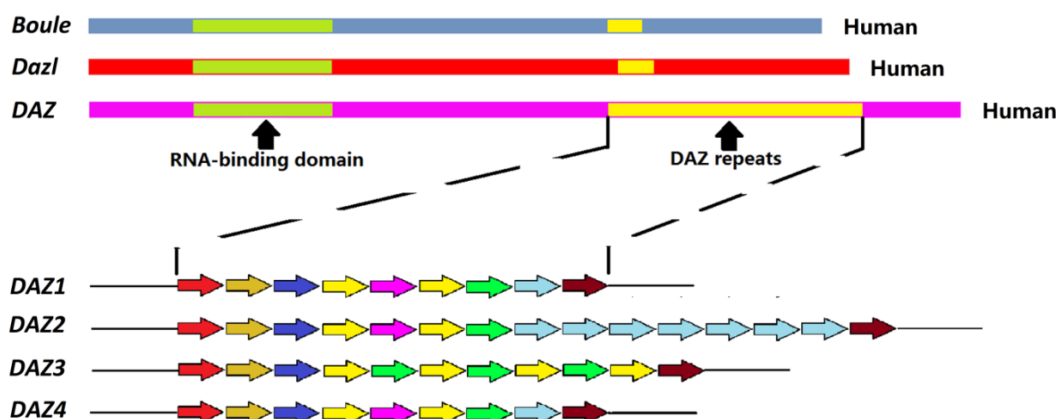 Boule Human
Dazl Human
DAZ Human
RNA-binding domain DAZ repeats
DAZ1
DAZ2
DAZ3
DAZ4